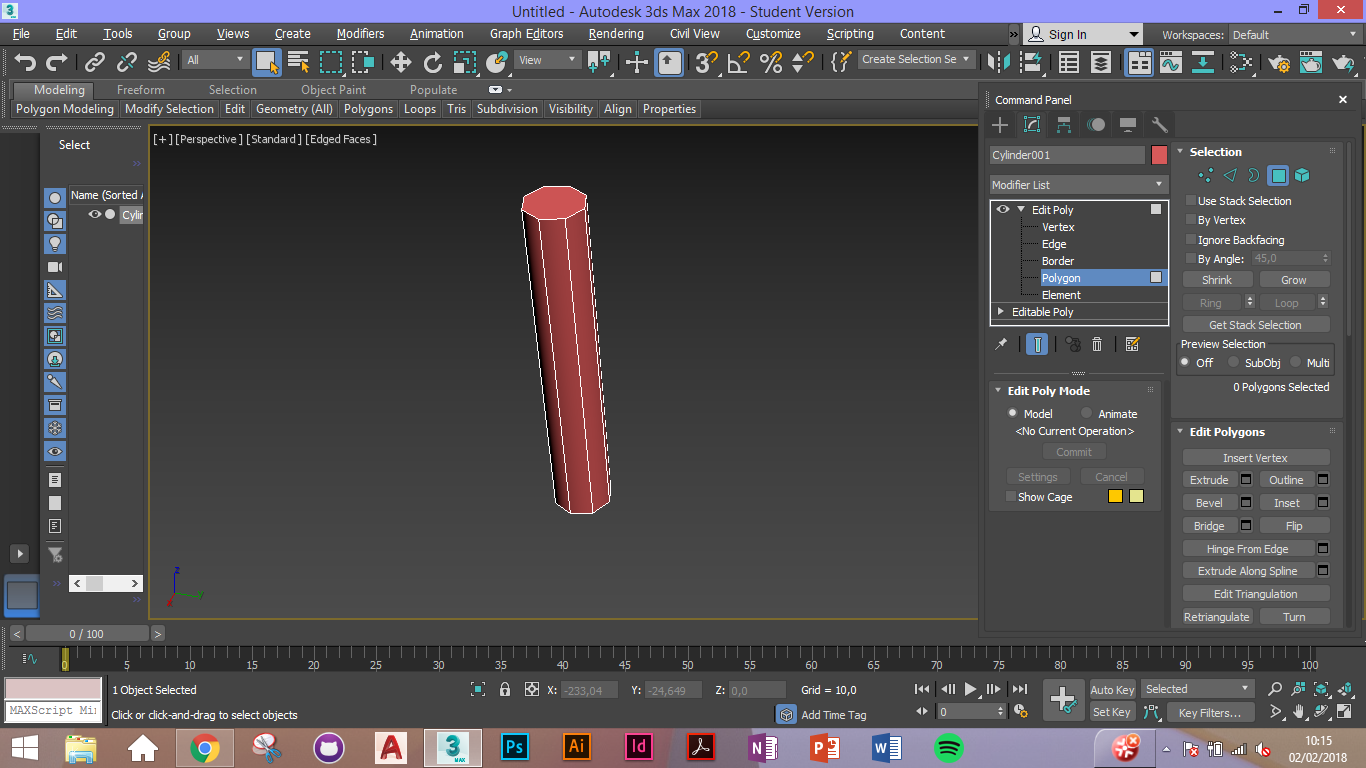 Untitled - Autodesk 3ds Max 2018 - Student Version
File Edit Tools Group Views Create Modifiers Animation Graph Editors Rendering Civil View Customize Scripting Content » Sign In Workspaces: Default
All View Create Selection Se
Modeling Freeform Selection Object Paint Populate
Polygon Modeling Modify Selection Edit Geometry (All) Polygons Loops Tris Subdivision Visibility Align Properties
Command Panel
Select
[+] [Perspective ] [Standard ] [Edged Faces ]
Name (Sorted A
Cylin
Cylinder001
Modifier List
Edit Poly
Vertex
Edge
Border
Polygon
Element
Editable Poly
Edit Poly Mode
Model Animate
<No Current Operation>
Commit
Settings Cancel
Show Cage
Selection
Use Stack Selection
By Vertex
Ignore Backfacing
By Angle: 45,0
Shrink Grow
Ring Loop
Get Stack Selection
Preview Selection
Off SubObj Multi
0 Polygons Selected
Edit Polygons
Insert Vertex
Extrude Outline
Bevel Inset
Bridge Flip
Hinge From Edge
Extrude Along Spline
Edit Triangulation
Retriangulate Turn
z
y
x
< 0 / 100 >
0 5 10 15 20 25 30 35 40 45 50 55 60 65 70 75 80 85 90 95 100
1 Object Selected X: -233,04 Y: -24,649 Z: 0,0 Grid = 10,0 Auto Key Selected
MAXScript Min Click or click-and-drag to select objects Add Time Tag 0 Set Key Key Filters...
3 MAX Ps Ai Id N P W
10:15
02/02/2018